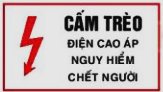 CẤM TRÈO
ĐIỆN CAO ÁP
NGUY HIỂM
CHẾT NGƯỜI